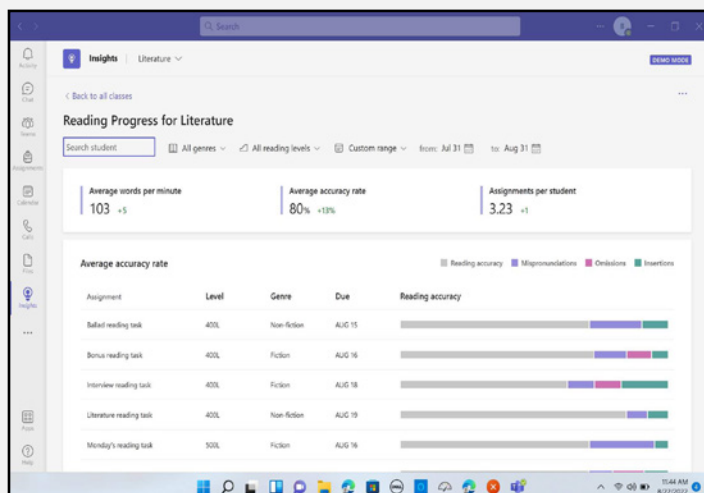 Search
Insights Literature
DEMO MODE
Activity
Chat
Teams
Assignments
Calendar
Calls
Files
Insights
Apps
Help
< Back to all classes
Reading Progress for Literature
Search student All genres All reading levels Custom range from: Jul 31 to: Aug 31
Average words per minute Average accuracy rate Assignments per student
103 +5 80% +13% 3.23 +1
Average accuracy rate Reading accuracy Mispronunciations Omissions Insertions
Assignment Level Genre Due Reading accuracy
Ballad reading task 400L Non-fiction AUG 15
Bonus reading task 400L Fiction AUG 16
Interview reading task 400L Fiction AUG 18
Literature reading task 400L Non-fiction AUG 19
Monday's reading task 500L Fiction AUG 16
11:44 AM
8/22/2022